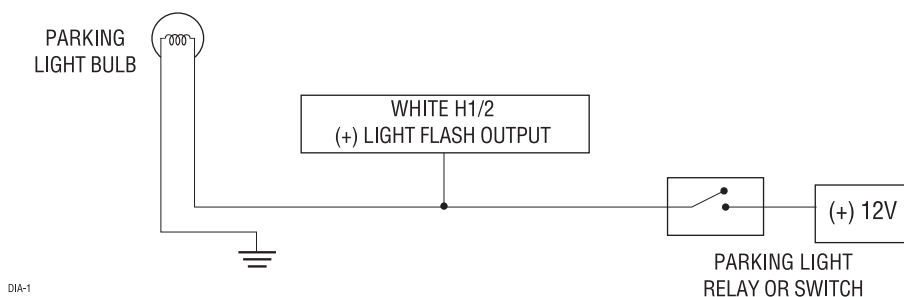 PARKING
LIGHT BULB
WHITE H1/2
(+) LIGHT FLASH OUTPUT
(+) 12V
PARKING LIGHT
RELAY OR SWITCH
DIA-1